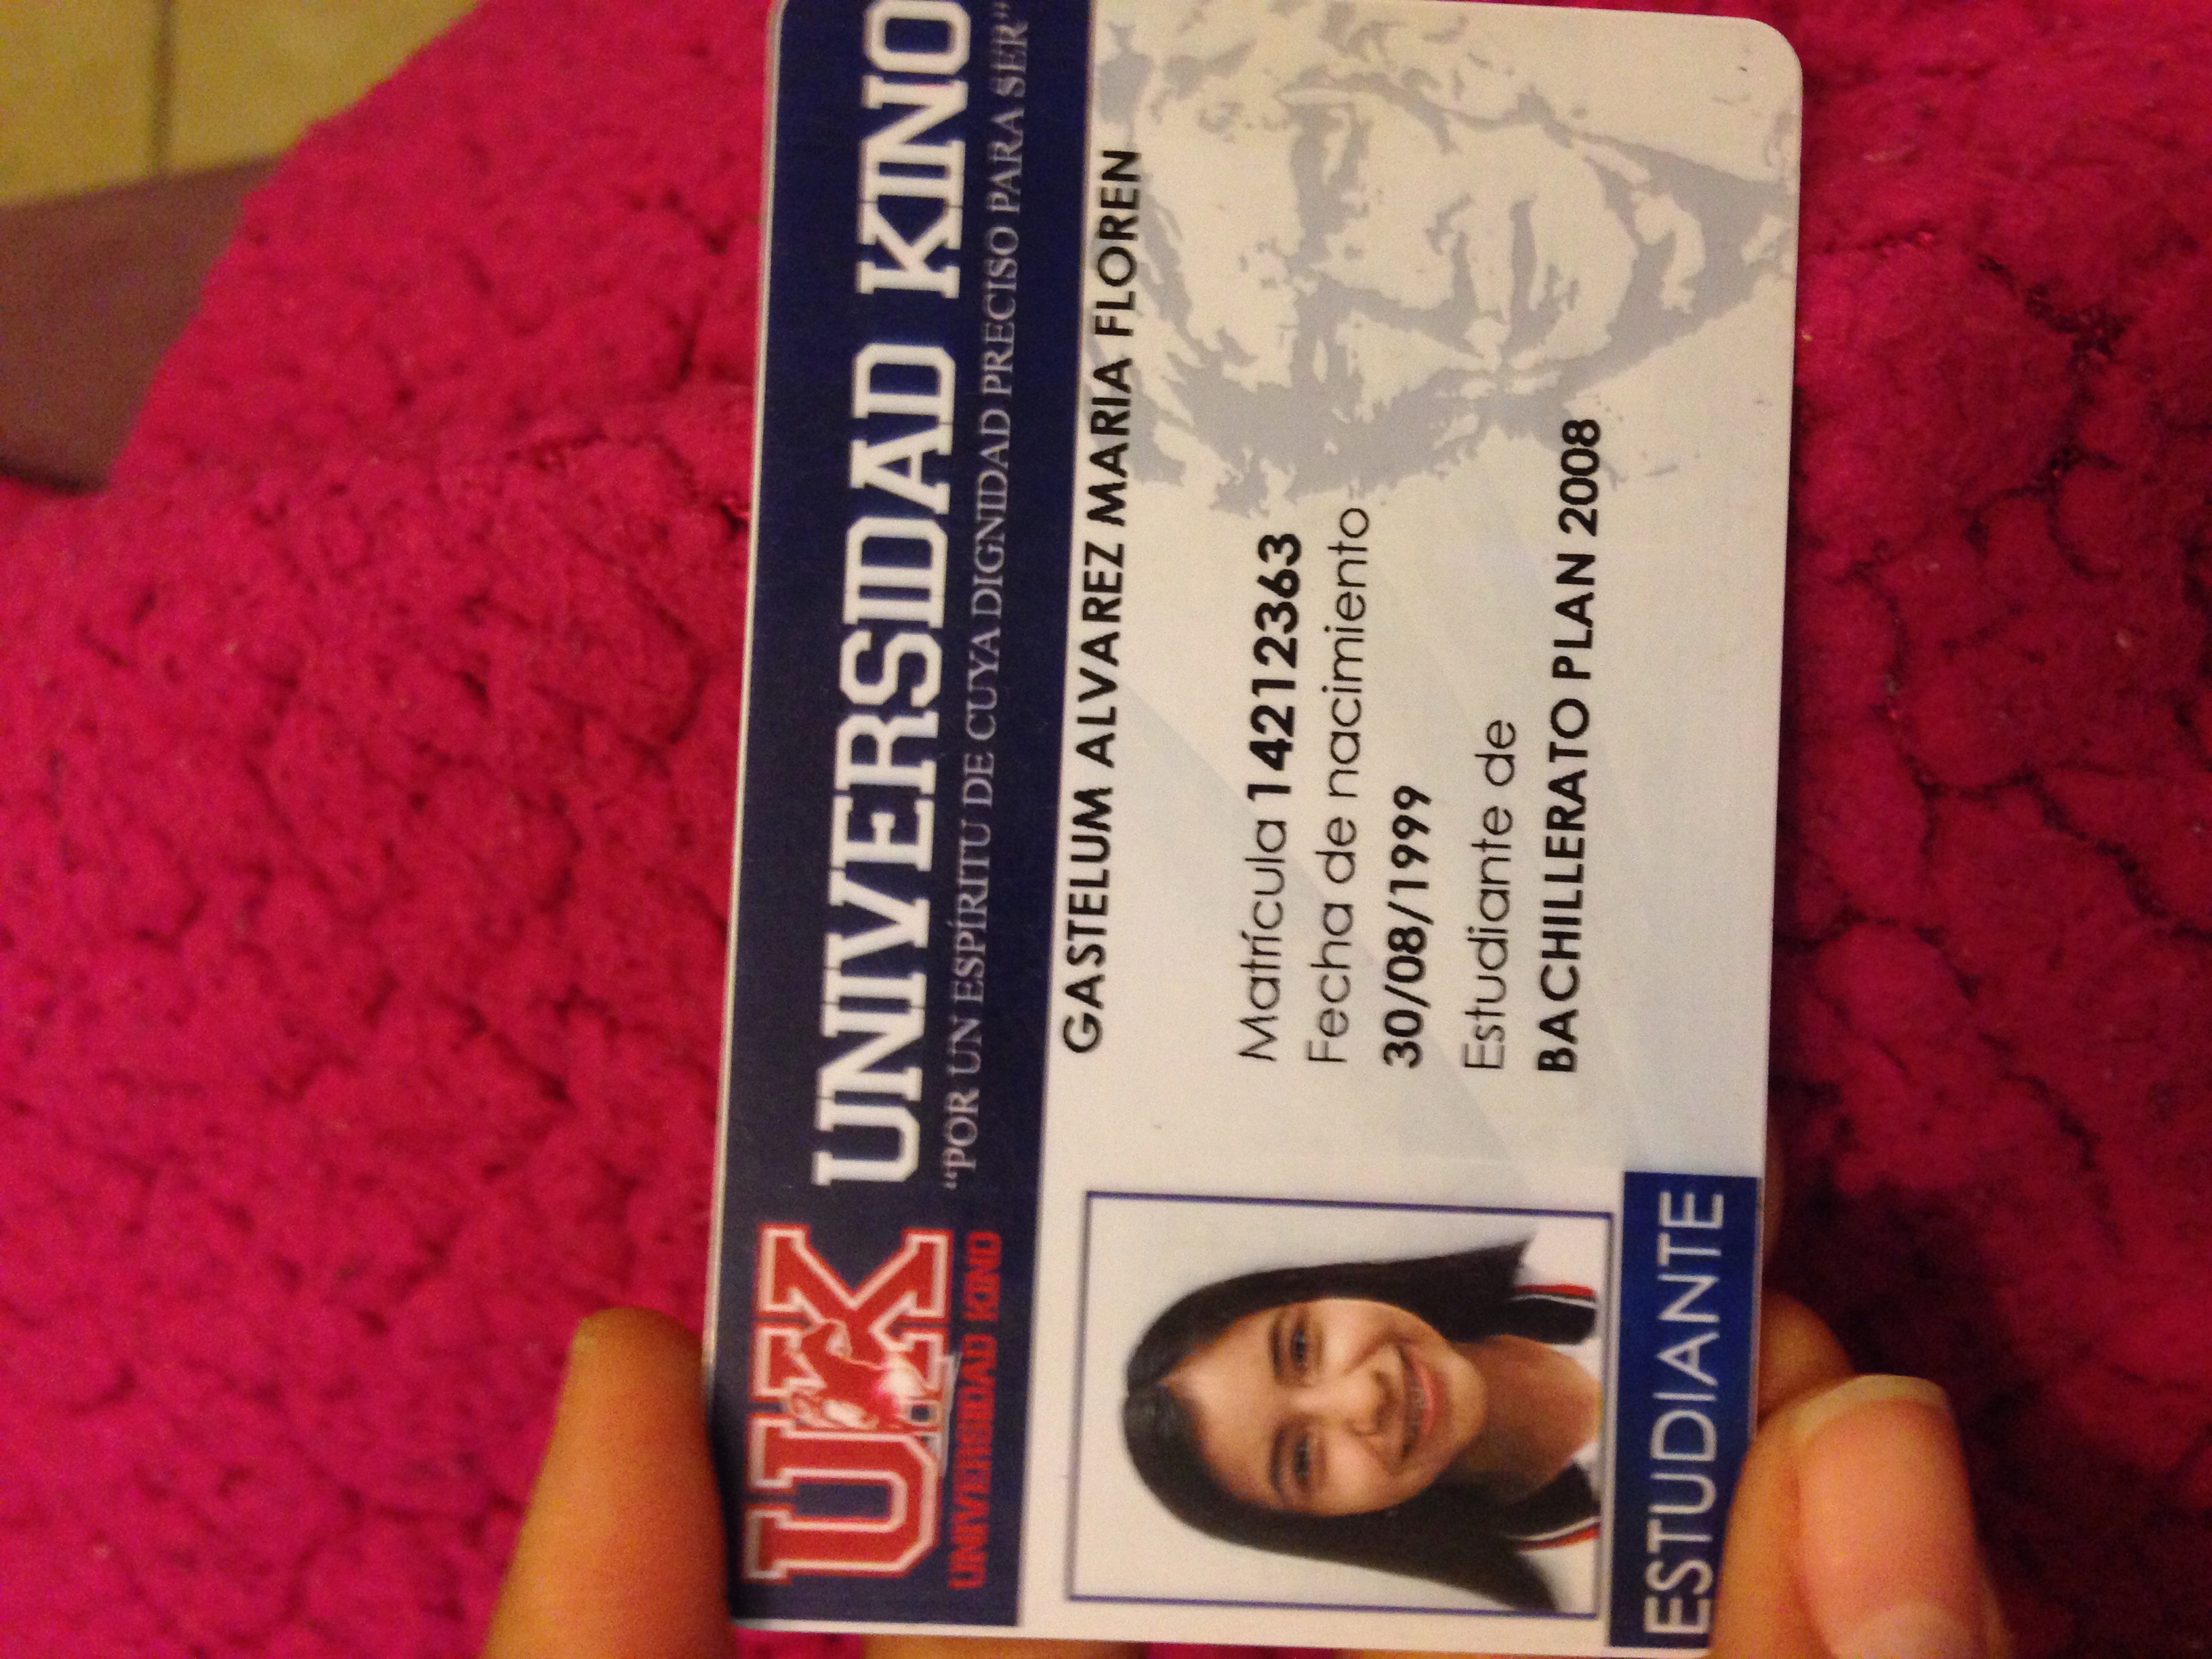 UK
UNIVERSIDAD KINO
UNIVERSIDAD KINO
“POR UN ESPÍRITU DE CUYA DIGNIDAD PRECISO PARA SER”
GASTELUM ALVAREZ MARIA FLOREN
Matrícula 14212363
Fecha de nacimiento
30/08/1999
Estudiante de
BACHILLERATO PLAN 2008
ESTUDIANTE